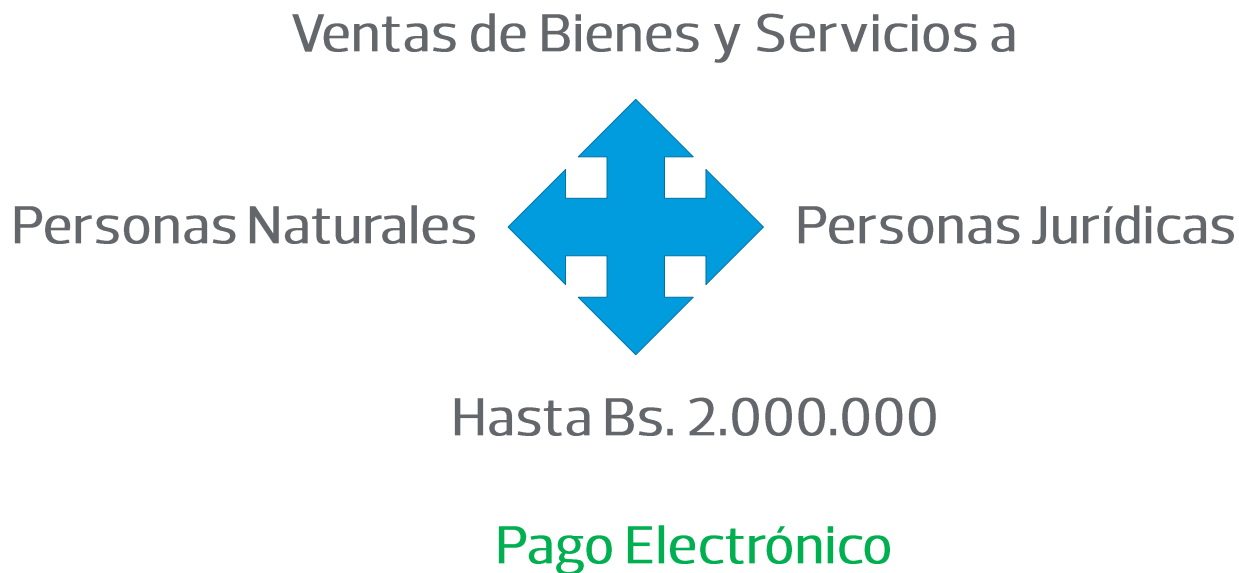 Ventas de Bienes y Servicios a
Personas Naturales
Personas Jurídicas
Hasta Bs. 2.000.000
Pago Electrónico